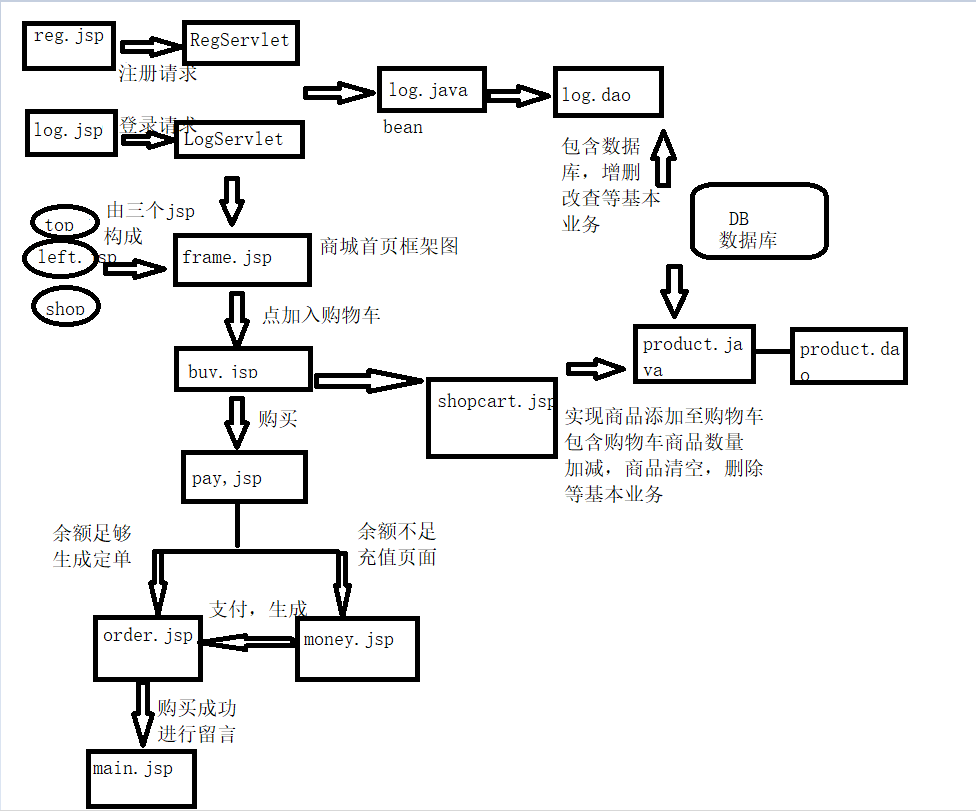 reg.jsp
RegServlet
注册请求
log.java
bean
log.dao
log.jsp
登录请求
LogServlet
包含数据
库，增删
改查等基本
业务
DB
数据库
top
left.jsp
shop
由三个jsp
构成
frame.jsp
商城首页框架图
点加入购物车
buy.jsp
shopcart.jsp
product.ja
va
product.da
o
实现商品添加至购物车
包含购物车商品数量
加减，商品清空，删除
等基本业务
购买
pay,jsp
余额足够
生成定单
余额不足
充值页面
支付，生成
order.jsp
money.jsp
购买成功
进行留言
main.jsp